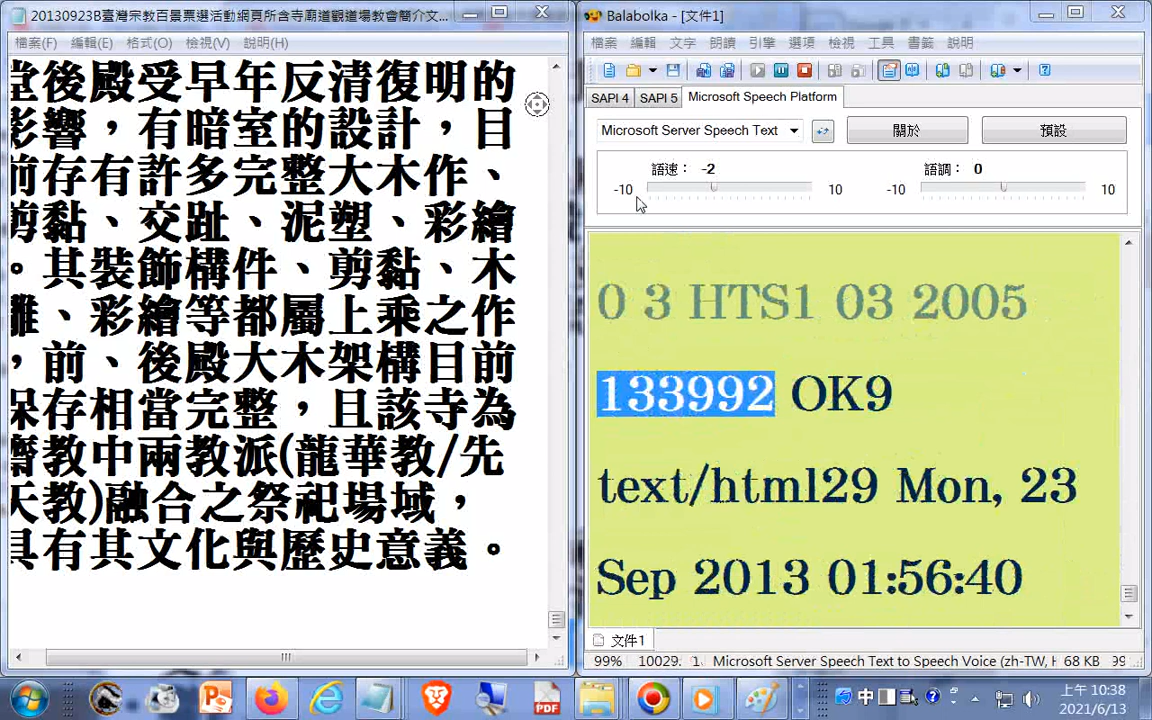 20130923B臺灣宗教百景票選活動網頁所含寺廟道觀道場教會簡介文...
檔案(F) 編輯(E) 格式(O) 檢視(V) 說明(H)
堂後殿受早年反清復明的
影響，有暗室的設計，目
前存有許多完整大木作、
剪黏、交趾、泥塑、彩繪
。其裝飾構件、剪黏、木
雕、彩繪等都屬上乘之作
，前、後殿大木架構目前
保存相當完整，且該寺為
齋教中兩教派(龍華教/先
天教)融合之祭祀場域，
具有其文化與歷史意義。
Balabolka - [文件1]
檔案 編輯 文字 朗讀 引擎 選項 檢視 工具 書籤 說明
SAPI 4 SAPI 5 Microsoft Speech Platform
Microsoft Server Speech Text 關於 預設
語速： -2 語調： 0
-10 10 -10 10
0 3 HTS1 03 2005
133992 OK9
text/html29 Mon, 23
Sep 2013 01:56:40
文件1
99% 10029. 1. Microsoft Server Speech Text to Speech Voice (zh-TW, H 68 KB 99
中 上午 10:38
2021/6/13